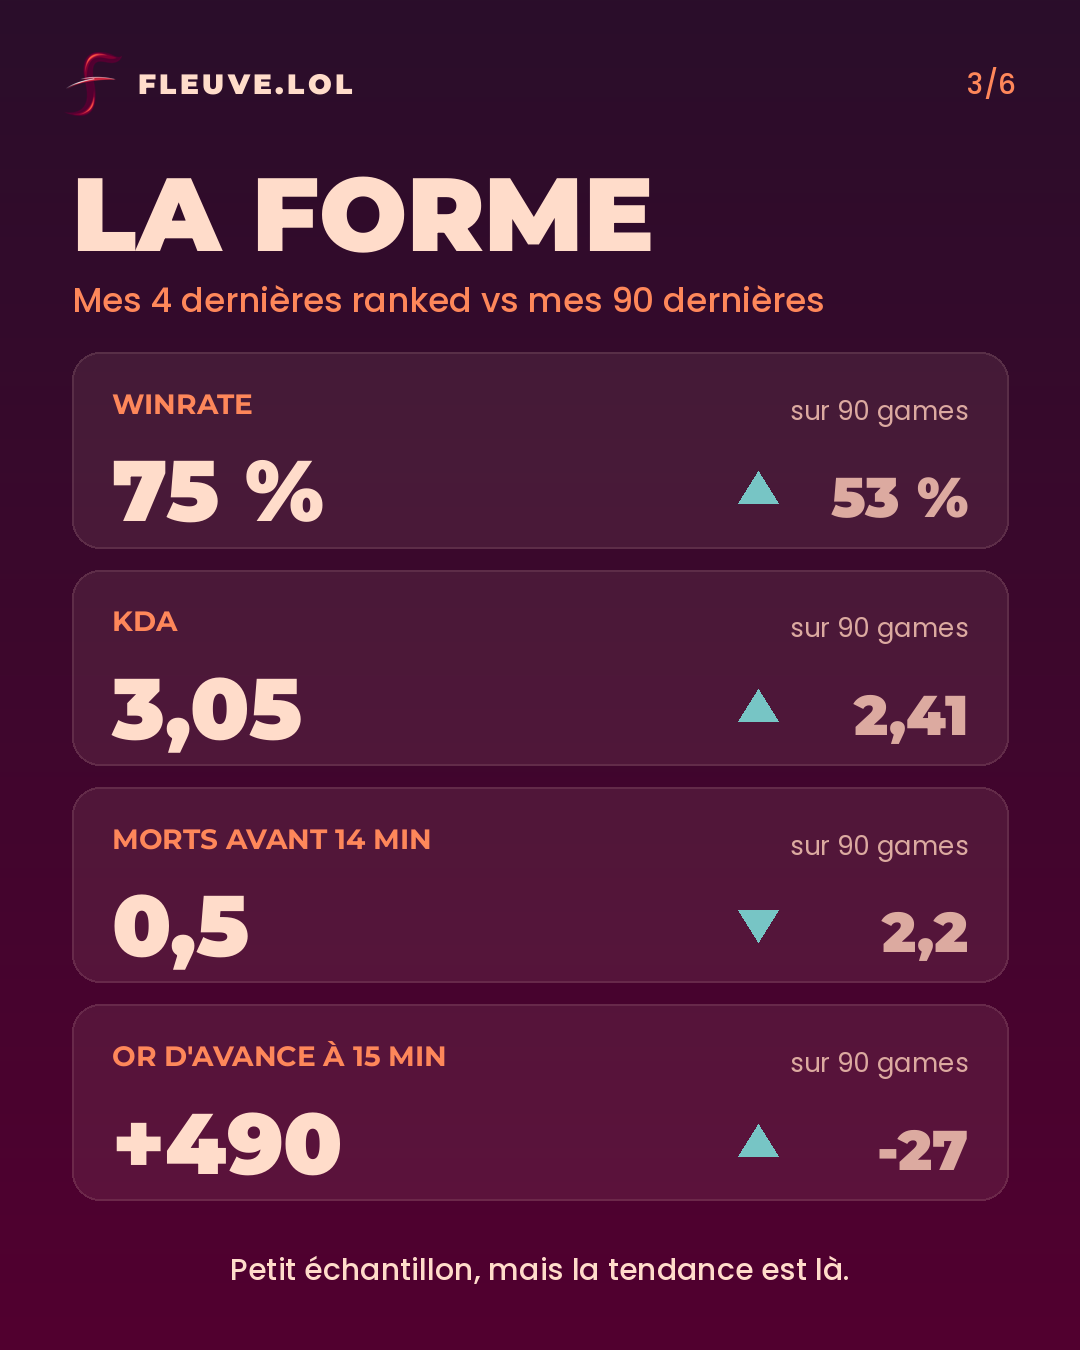 FLEUVE.LOL
3/6
LA FORME
Mes 4 dernières ranked vs mes 90 dernières
WINRATE
sur 90 games
75 %
53 %
KDA
sur 90 games
3,05
2,41
MORTS AVANT 14 MIN
sur 90 games
0,5
2,2
OR D'AVANCE À 15 MIN
sur 90 games
+490
-27
Petit échantillon, mais la tendance est là.